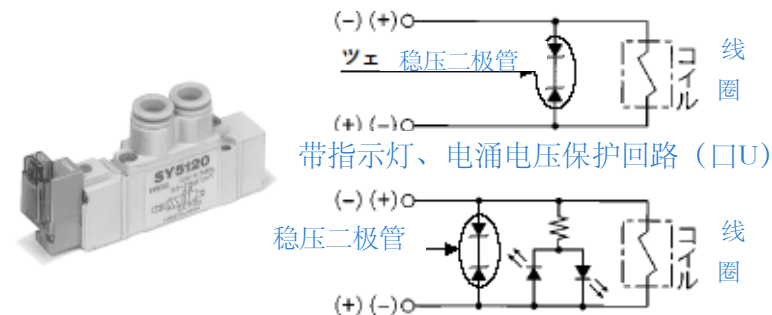 (−)(+)
ツェ 稳压二极管
コイル
线圈
(+)(−)
带指示灯、电涌电压保护回路（口U）
SY5120
(−)(+)
稳压二极管
コイル
线圈
(+)(−)